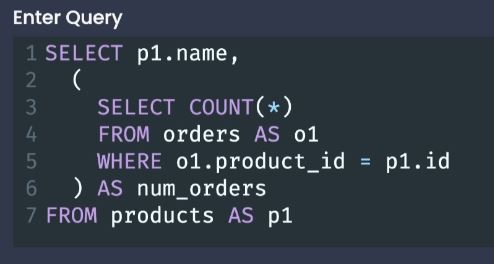 Enter Query
1 SELECT p1.name,
2   (
3     SELECT COUNT(*)
4     FROM orders AS o1
5     WHERE o1.product_id = p1.id
6   ) AS num_orders
7 FROM products AS p1